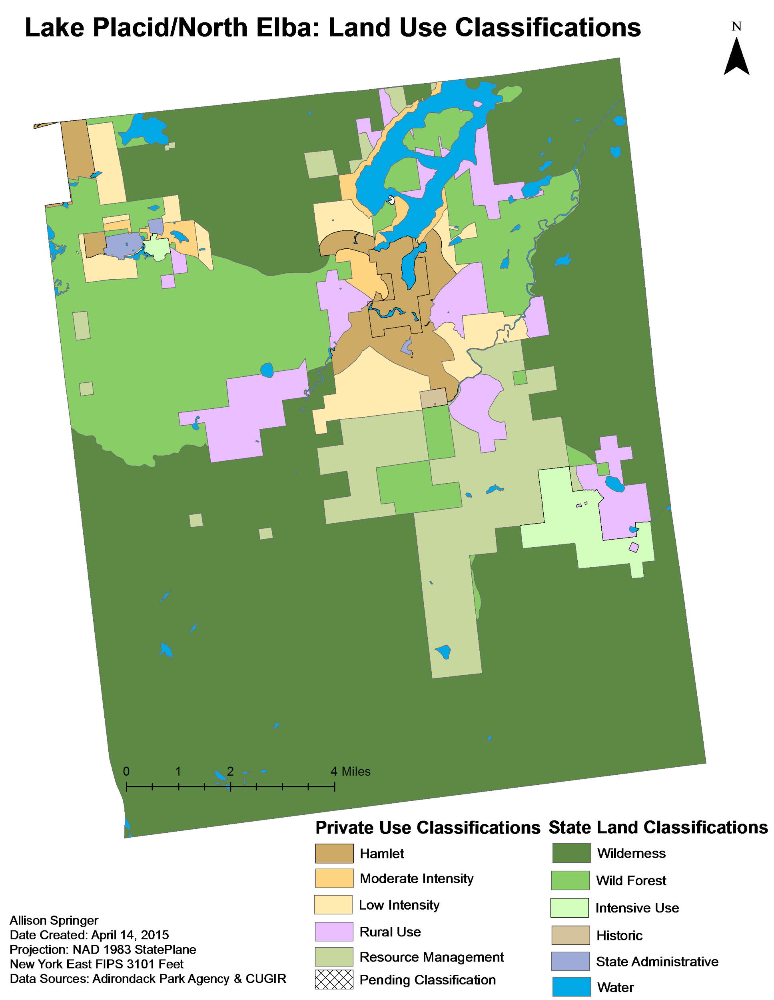 Lake Placid/North Elba: Land Use Classifications
N
0 1 2 4 Miles
Private Use Classifications
Hamlet
Moderate Intensity
Low Intensity
Rural Use
Resource Management
Pending Classification
State Land Classifications
Wilderness
Wild Forest
Intensive Use
Historic
State Administrative
Water
Allison Springer
Date Created: April 14, 2015
Projection: NAD 1983 StatePlane
New York East FIPS 3101 Feet
Data Sources: Adirondack Park Agency & CUGIR